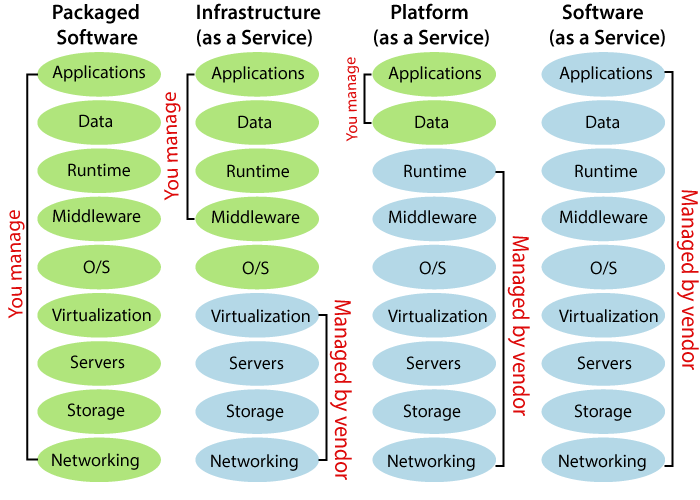 Packaged
Software
You manage
Applications
Data
Runtime
Middleware
O/S
Virtualization
Servers
Storage
Networking
Infrastructure
(as a Service)
You manage
Applications
Data
Runtime
Middleware
O/S
Virtualization
Servers
Storage
Networking
Managed by vendor
Platform
(as a Service)
You manage
Applications
Data
Runtime
Middleware
O/S
Virtualization
Servers
Storage
Networking
Managed by vendor
Software
(as a Service)
Applications
Data
Runtime
Middleware
O/S
Virtualization
Servers
Storage
Networking
Managed by vendor